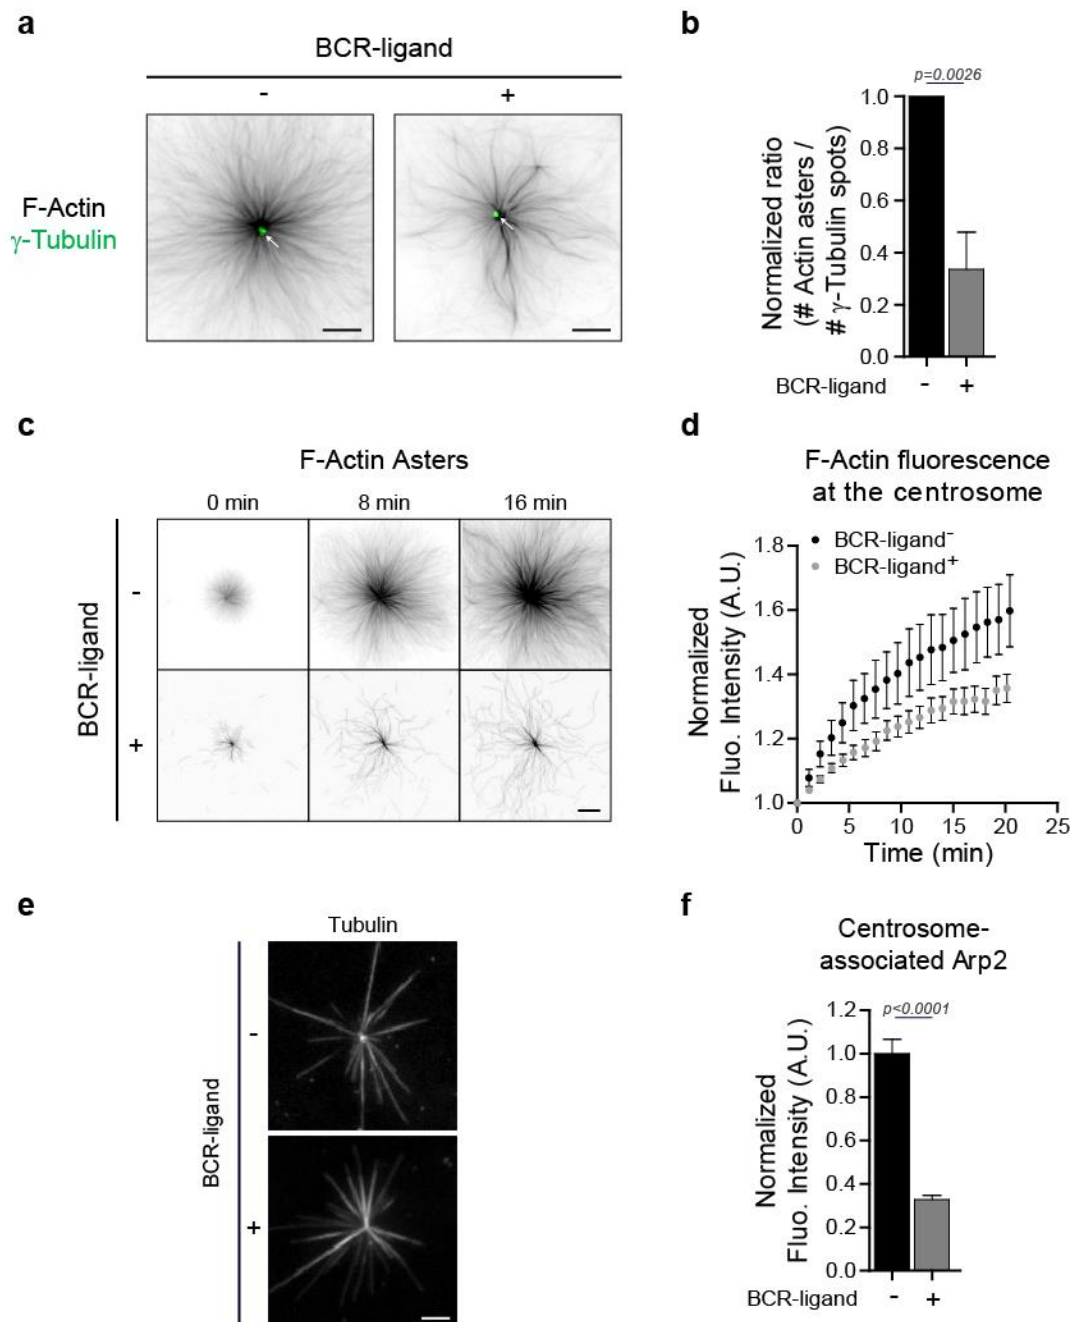 a
BCR-ligand
-
+
F-Actin
γ-Tubulin
b
p=0.0026
Normalized ratio
(# Actin asters /
# γ-Tubulin spots)
1.0
0.8
0.6
0.4
0.2
0.0
BCR-ligand - +
c
F-Actin Asters
0 min 8 min 16 min
BCR-ligand
-
+
d
F-Actin fluorescence
at the centrosome
BCR-ligand⁻
BCR-ligand⁺
Normalized
Fluo. Intensity (A.U.)
1.8
1.6
1.4
1.2
1.0
0 5 10 15 20 25
Time (min)
e
Tubulin
BCR-ligand
-
+
f
Centrosome-
associated Arp2
p<0.0001
Normalized
Fluo. Intensity (A.U.)
1.2
1.0
0.8
0.6
0.4
0.2
0.0
BCR-ligand - +